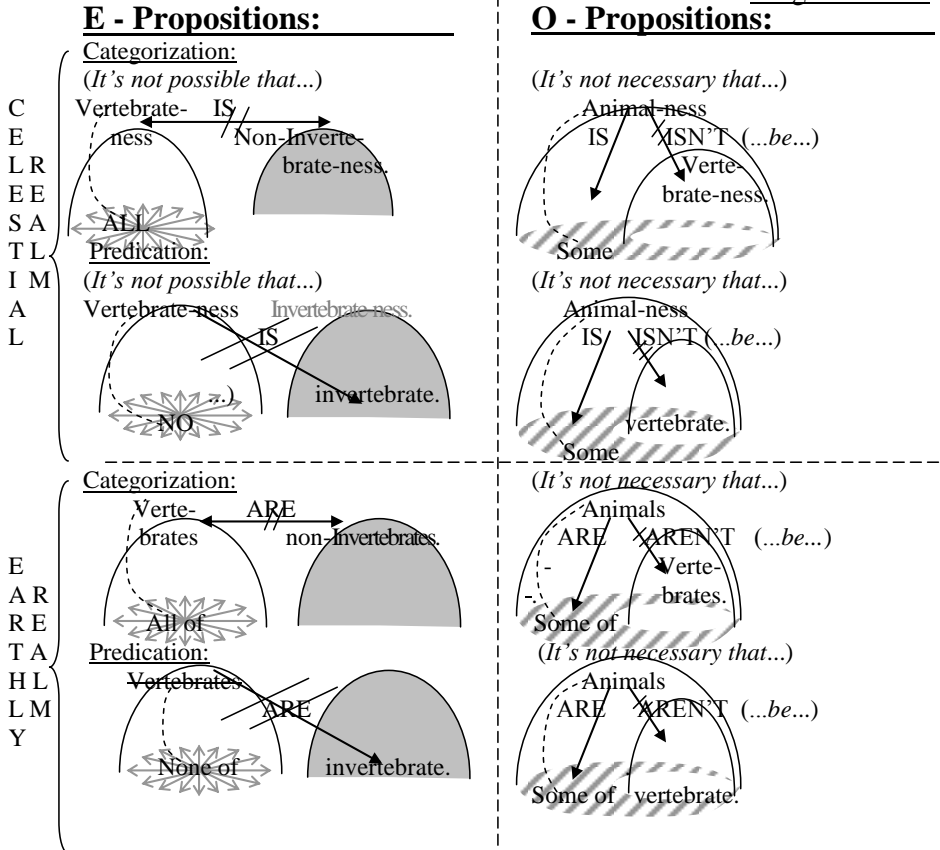 E - Propositions:
Categorization:
(It's not possible that...)
Vertebrate- IS
ness Non-Inverte-
brate-ness.
ALL
Predication:
(It's not possible that...)
Vertebrate-ness Invertebrate-ness.
IS
...) invertebrate.
NO
Categorization:
Verte- ARE
brates non-Invertebrates.
All of
Predication:
Vertebrates
ARE
None of invertebrate.
O - Propositions:
(It's not necessary that...)
Animal-ness
IS ISN'T (...be...)
Verte-
brate-ness.
Some
(It's not necessary that...)
Animal-ness
IS ISN'T (...be...)
vertebrate.
Some
(It's not necessary that...)
Animals
ARE AREN'T (...be...)
- Verte-
-. brates.
Some of
(It's not necessary that...)
Animals
ARE AREN'T (...be...)
Some of vertebrate.
C
E
L R
E E
S A
T L
I M
A
L
E
A R
R E
T A
H L
L M
Y